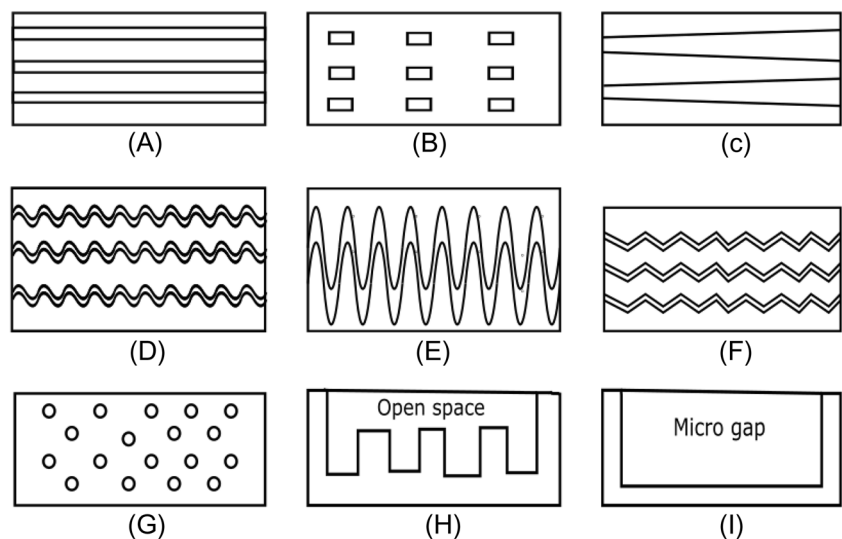 (A)
(B)
(c)
(D)
(E)
(F)
Open space
Micro gap
(G)
(H)
(I)